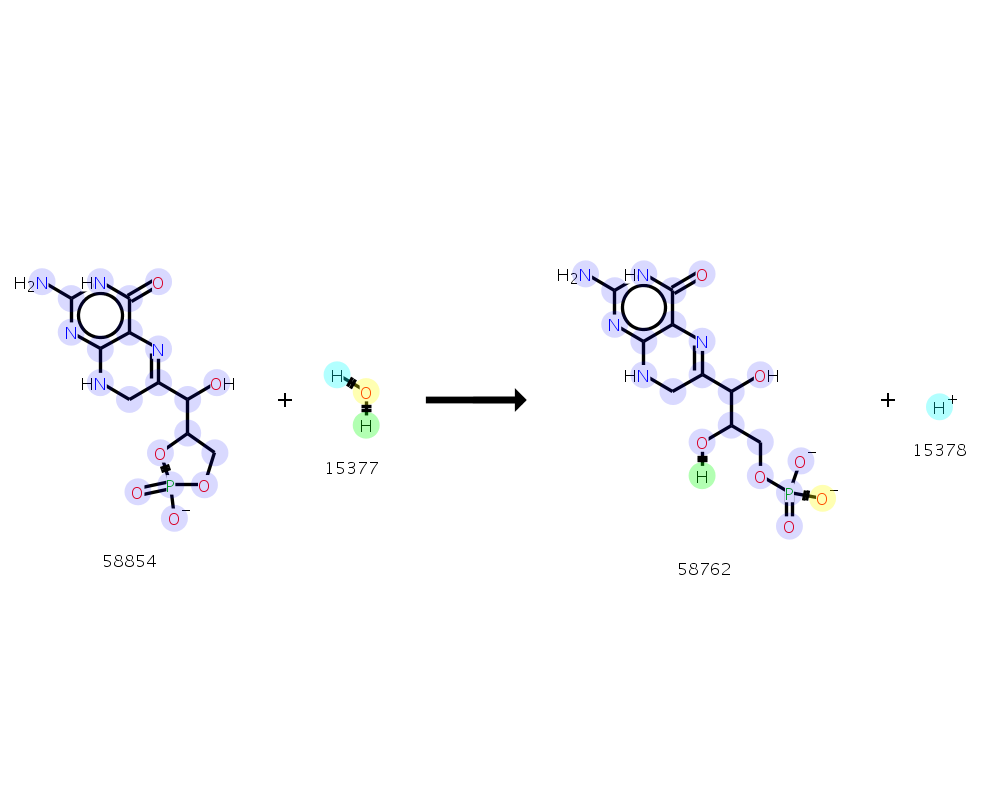 H2N HN O
N N
HN OH
O
P O
O
O−
58854
+
H
O
H
15377
H2N HN O
N N
HN OH
O O O−
H P O−
O
58762
+
H+
15378